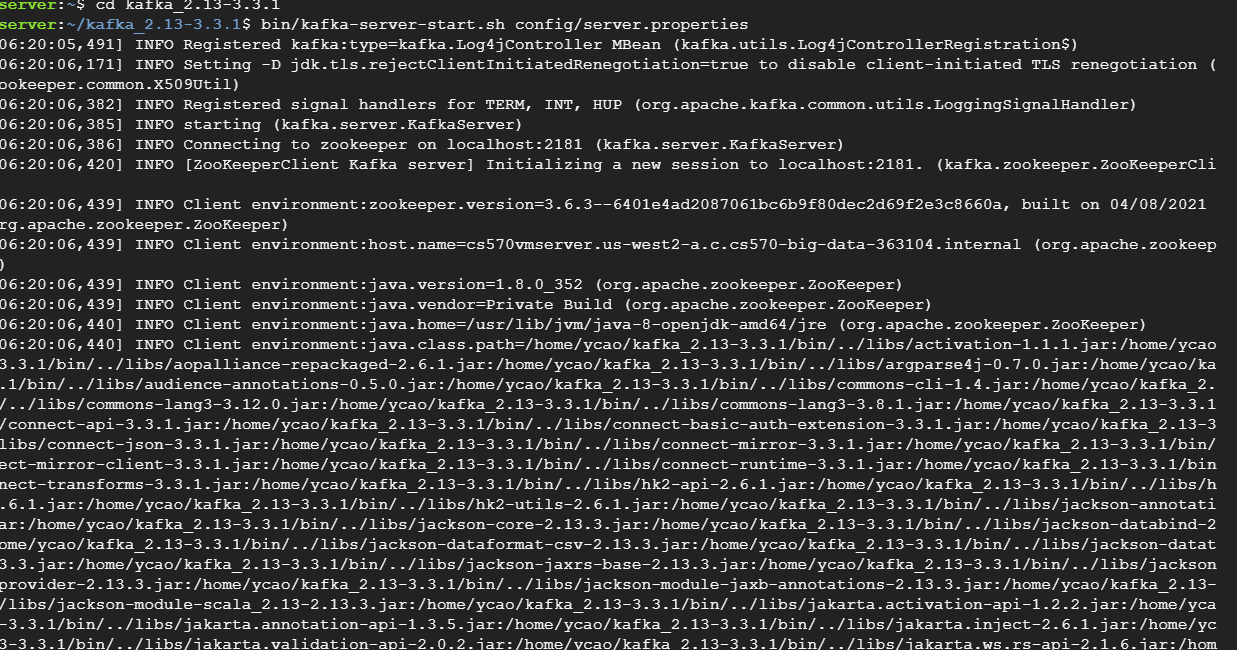 server:~$ cd kafka_2.13-3.3.1
server:~/kafka_2.13-3.3.1$ bin/kafka-server-start.sh config/server.properties
06:20:05,491] INFO Registered kafka:type=kafka.Log4jController MBean (kafka.utils.Log4jControllerRegistration$)
06:20:06,171] INFO Setting -D jdk.tls.rejectClientInitiatedRenegotiation=true to disable client-initiated TLS renegotiation (
ookeeper.common.X509Util)
06:20:06,382] INFO Registered signal handlers for TERM, INT, HUP (org.apache.kafka.common.utils.LoggingSignalHandler)
06:20:06,385] INFO starting (kafka.server.KafkaServer)
06:20:06,386] INFO Connecting to zookeeper on localhost:2181 (kafka.server.KafkaServer)
06:20:06,420] INFO [ZooKeeperClient Kafka server] Initializing a new session to localhost:2181. (kafka.zookeeper.ZooKeeperCli
06:20:06,439] INFO Client environment:zookeeper.version=3.6.3--6401e4ad2087061bc6b9f80dec2d69f2e3c8660a, built on 04/08/2021
rg.apache.zookeeper.ZooKeeper)
06:20:06,439] INFO Client environment:host.name=cs570vmserver.us-west2-a.c.cs570-big-data-363104.internal (org.apache.zookeep
)
06:20:06,439] INFO Client environment:java.version=1.8.0_352 (org.apache.zookeeper.ZooKeeper)
06:20:06,439] INFO Client environment:java.vendor=Private Build (org.apache.zookeeper.ZooKeeper)
06:20:06,440] INFO Client environment:java.home=/usr/lib/jvm/java-8-openjdk-amd64/jre (org.apache.zookeeper.ZooKeeper)
06:20:06,440] INFO Client environment:java.class.path=/home/ycao/kafka_2.13-3.3.1/bin/../libs/activation-1.1.1.jar:/home/ycao
3.3.1/bin/../libs/aopalliance-repackaged-2.6.1.jar:/home/ycao/kafka_2.13-3.3.1/bin/../libs/argparse4j-0.7.0.jar:/home/ycao/ka
.1/bin/../libs/audience-annotations-0.5.0.jar:/home/ycao/kafka_2.13-3.3.1/bin/../libs/commons-cli-1.4.jar:/home/ycao/kafka_2.
/../libs/commons-lang3-3.12.0.jar:/home/ycao/kafka_2.13-3.3.1/bin/../libs/commons-lang3-3.8.1.jar:/home/ycao/kafka_2.13-3.3.1
/connect-api-3.3.1.jar:/home/ycao/kafka_2.13-3.3.1/bin/../libs/connect-basic-auth-extension-3.3.1.jar:/home/ycao/kafka_2.13-3
libs/connect-json-3.3.1.jar:/home/ycao/kafka_2.13-3.3.1/bin/../libs/connect-mirror-3.3.1.jar:/home/ycao/kafka_2.13-3.3.1/bin/
ect-mirror-client-3.3.1.jar:/home/ycao/kafka_2.13-3.3.1/bin/../libs/connect-runtime-3.3.1.jar:/home/ycao/kafka_2.13-3.3.1/bin
nect-transforms-3.3.1.jar:/home/ycao/kafka_2.13-3.3.1/bin/../libs/hk2-api-2.6.1.jar:/home/ycao/kafka_2.13-3.3.1/bin/../libs/h
.6.1.jar:/home/ycao/kafka_2.13-3.3.1/bin/../libs/hk2-utils-2.6.1.jar:/home/ycao/kafka_2.13-3.3.1/bin/../libs/jackson-annotati
ar:/home/ycao/kafka_2.13-3.3.1/bin/../libs/jackson-core-2.13.3.jar:/home/ycao/kafka_2.13-3.3.1/bin/../libs/jackson-databind-2
ome/ycao/kafka_2.13-3.3.1/bin/../libs/jackson-dataformat-csv-2.13.3.jar:/home/ycao/kafka_2.13-3.3.1/bin/../libs/jackson-datat
3.3.jar:/home/ycao/kafka_2.13-3.3.1/bin/../libs/jackson-jaxrs-base-2.13.3.jar:/home/ycao/kafka_2.13-3.3.1/bin/../libs/jackson
provider-2.13.3.jar:/home/ycao/kafka_2.13-3.3.1/bin/../libs/jackson-module-jaxb-annotations-2.13.3.jar:/home/ycao/kafka_2.13-
/libs/jackson-module-scala_2.13-2.13.3.jar:/home/ycao/kafka_2.13-3.3.1/bin/../libs/jakarta.activation-api-1.2.2.jar:/home/yca
-3.3.1/bin/../libs/jakarta.annotation-api-1.3.5.jar:/home/ycao/kafka_2.13-3.3.1/bin/../libs/jakarta.inject-2.6.1.jar:/home/yc
3-3.3.1/bin/../libs/jakarta.validation-api-2.0.2.jar:/home/ycao/kafka_2.13-3.3.1/bin/../libs/jakarta.ws.rs-api-2.1.6.jar:/hom